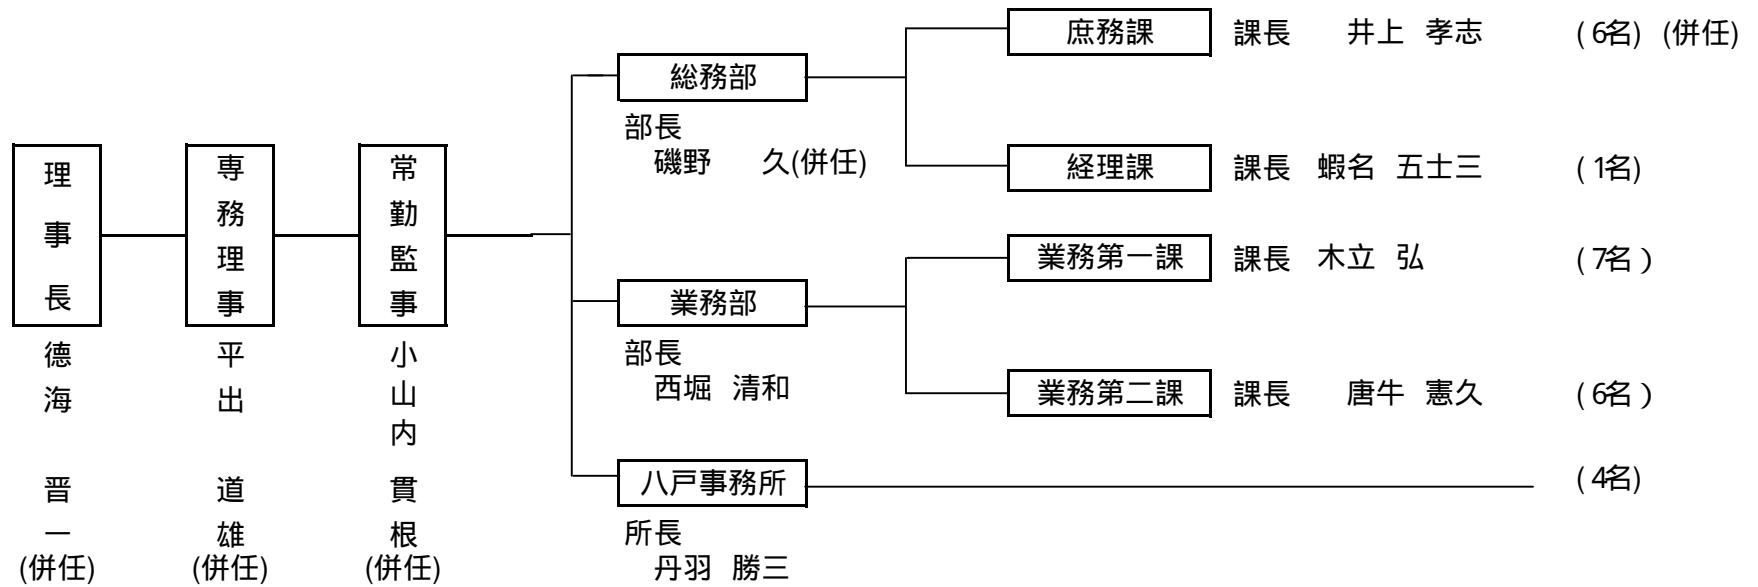 理事長
德海 晋一
(併任)
専務理事
平出 道雄
(併任)
常勤監事
小山内 貫根
(併任)
総務部
部長
磯野 久(併任)
庶務課 課長 井上 孝志 (6名) (併任)
経理課 課長 蝦名 五士三 (1名)
業務部
部長
西堀 清和
業務第一課 課長 木立 弘 (7名)
業務第二課 課長 唐牛 憲久 (6名)
八戸事務所 (4名)
所長
丹羽 勝三